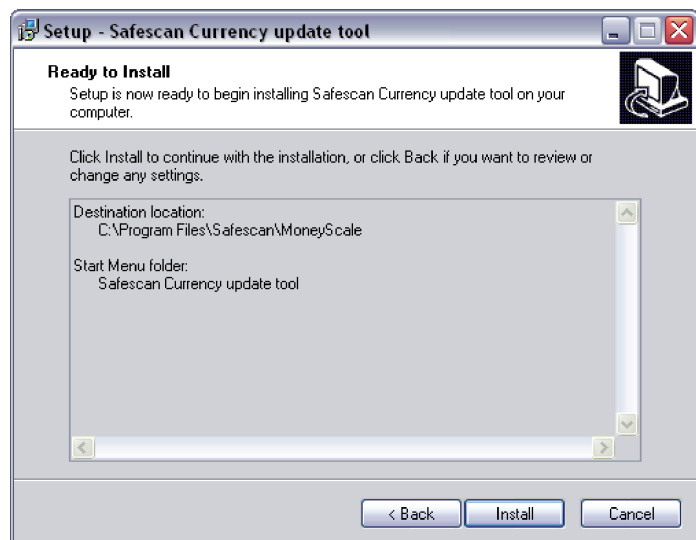 Setup - Safescan Currency update tool
Ready to Install
Setup is now ready to begin installing Safescan Currency update tool on your
computer.
Click Install to continue with the installation, or click Back if you want to review or
change any settings.
Destination location:
C:\Program Files\Safescan\MoneyScale
Start Menu folder:
Safescan Currency update tool
< Back
Install
Cancel